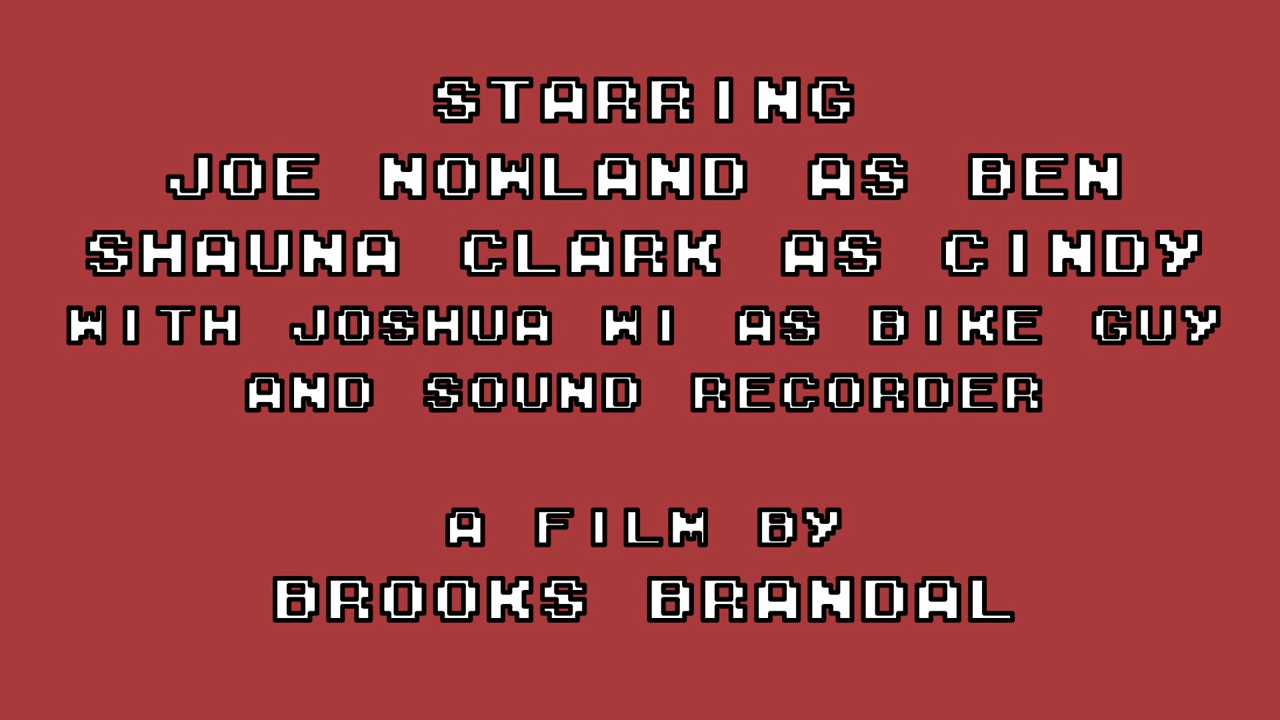 STARRING
JOE NOWLAND AS BEN
SHAUNA CLARK AS CINDY
WITH JOSHUA WI AS BIKE GUY
AND SOUND RECORDER
A FILM BY
BROOKS BRANDAL